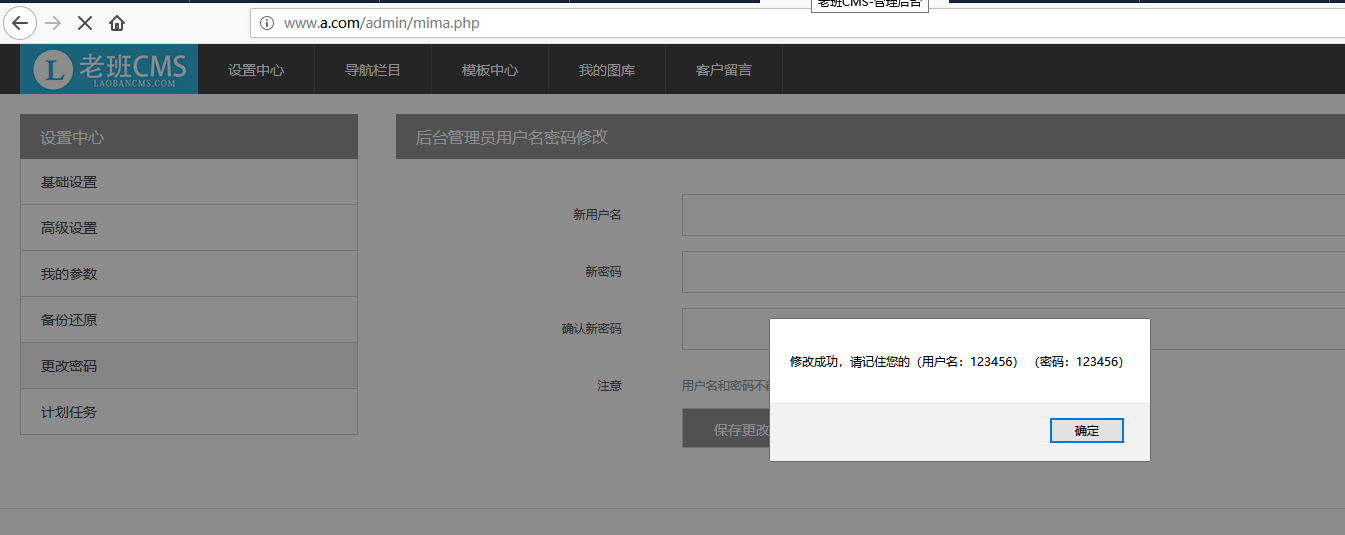 老班CMS-管理后台
www.a.com/admin/mima.php
L 老班CMS
LAOBANCMS.COM
设置中心 导航栏目 模板中心 我的图库 客户留言
设置中心
后台管理员用户名密码修改
基础设置
高级设置
我的参数
备份还原
更改密码
计划任务
新用户名
新密码
确认新密码
注意 用户名和密码不
保存更改
修改成功，请记住您的（用户名：123456） （密码：123456）
确定